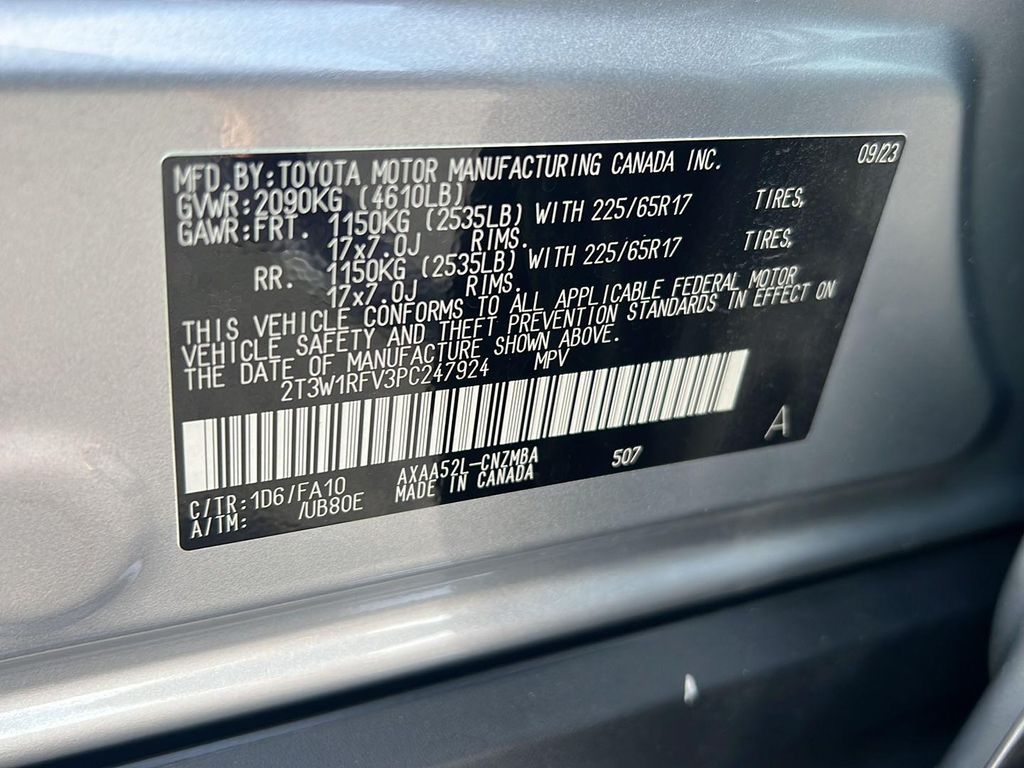 09/23
MFD.BY:TOYOTA MOTOR MANUFACTURING CANADA INC.
GVWR:2090KG (4610LB)
GAWR:FRT. 1150KG (2535LB) WITH 225/65R17 TIRES,
17x7.0J RIMS.
RR. 1150KG (2535LB) WITH 225/65R17 TIRES,
17x7.0J RIMS.
THIS VEHICLE CONFORMS TO ALL APPLICABLE FEDERAL MOTOR
VEHICLE SAFETY AND THEFT PREVENTION STANDARDS IN EFFECT ON
THE DATE OF MANUFACTURE SHOWN ABOVE.
2T3W1RFV3PC247924 MPV
AXAA52L-CNZMBA 507 A
C/TR:1D6/FA10 MADE IN CANADA
A/TM: /UB80E